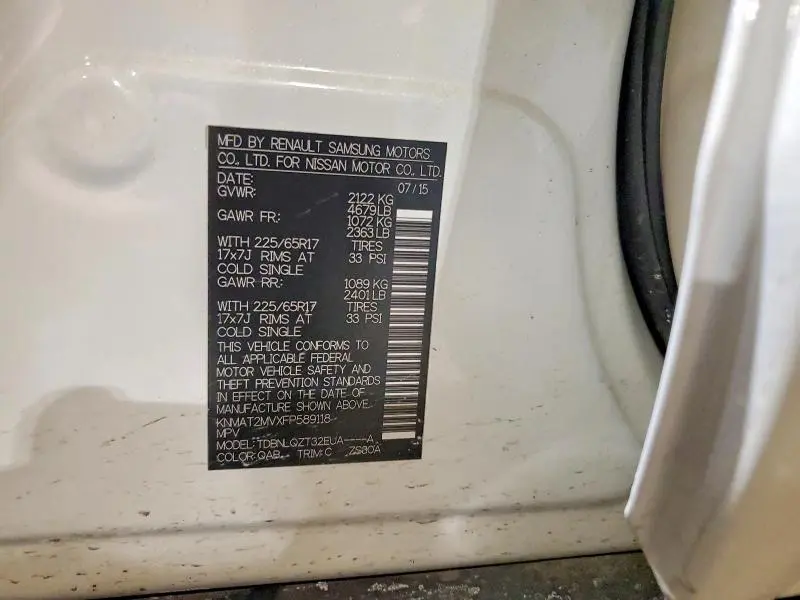 MFD BY RENAULT SAMSUNG MOTORS
CO., LTD. FOR NISSAN MOTOR CO., LTD.
DATE: 07/15
GVWR: 2122 KG
4679LB
GAWR FR: 1072 KG
2363 LB
WITH 225/65R17 TIRES
17x7J RIMS AT 33 PSI
COLD SINGLE
GAWR RR: 1089 KG
2401 LB
WITH 225/65R17 TIRES
17x7J RIMS AT 33 PSI
COLD SINGLE
THIS VEHICLE CONFORMS TO
ALL APPLICABLE FEDERAL
MOTOR VEHICLE SAFETY AND
THEFT PREVENTION STANDARDS
IN EFFECT ON THE DATE OF
MANUFACTURE SHOWN ABOVE.
KNMAT2MVXFP589118
MPV
MODEL: TDBNLQZT32EUA----A
COLOR: QAB TRIM: C ZS80A